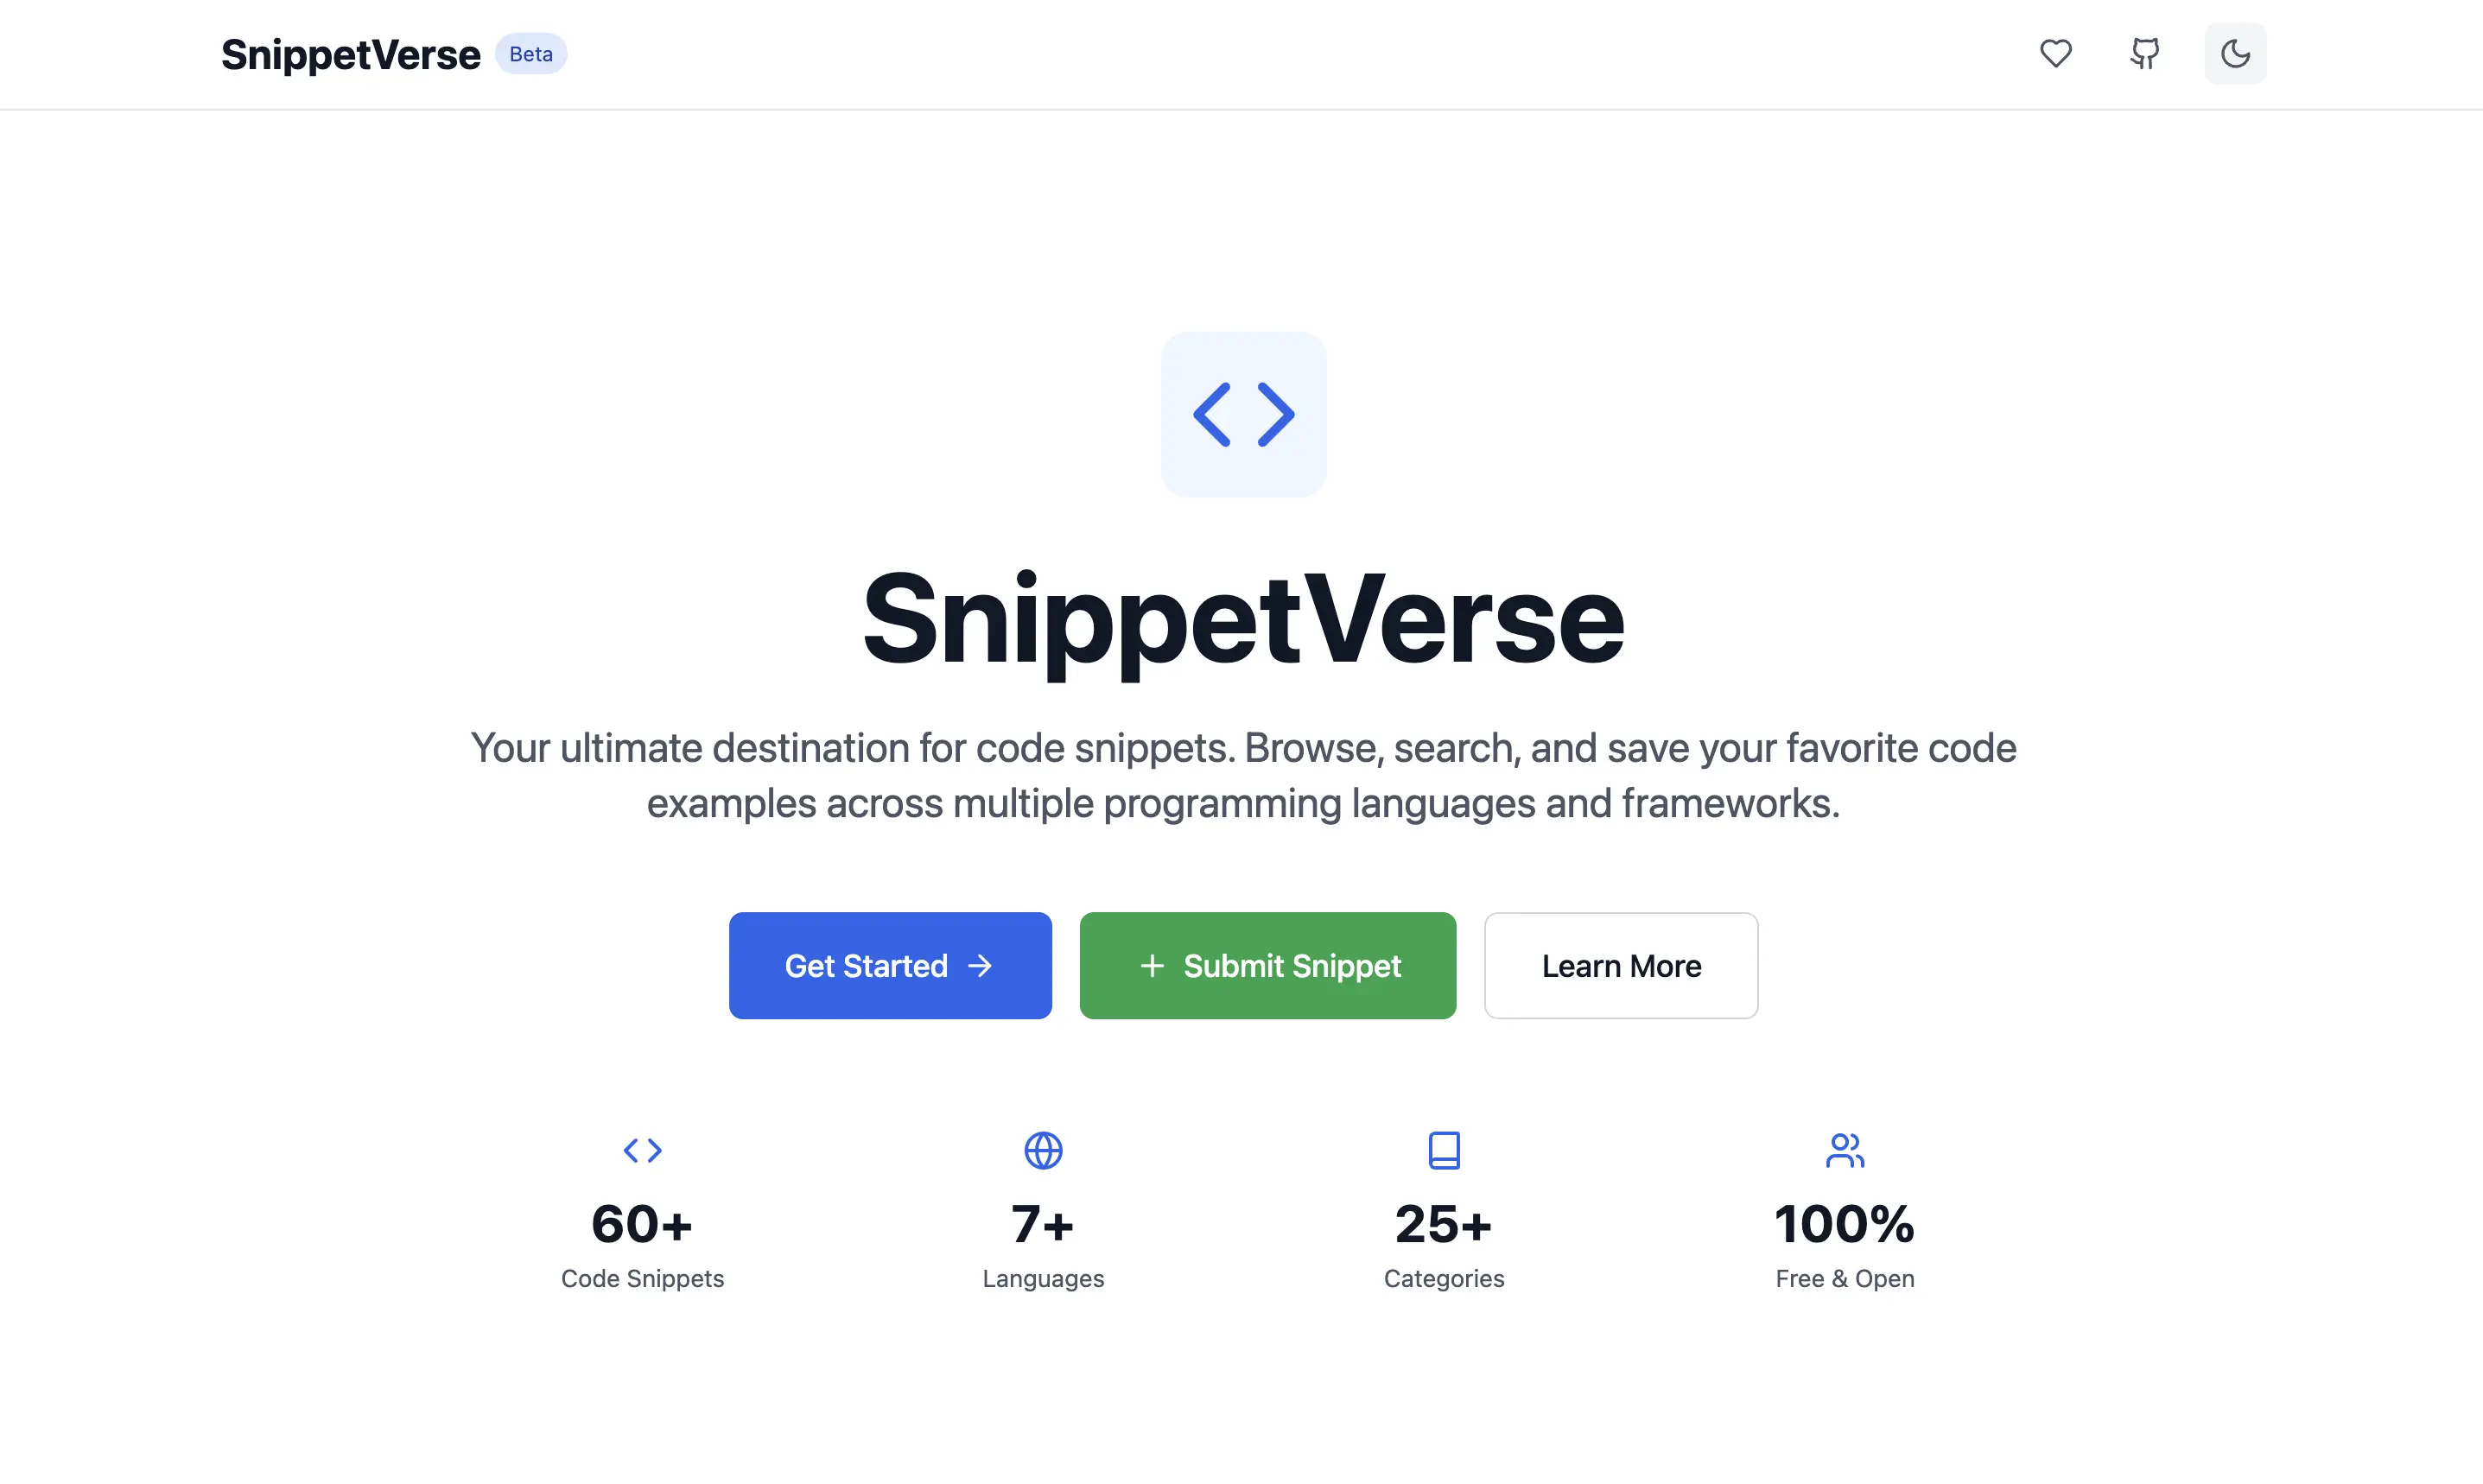 SnippetVerse Beta
SnippetVerse
Your ultimate destination for code snippets. Browse, search, and save your favorite code
examples across multiple programming languages and frameworks.
Get Started
Submit Snippet
Learn More
60+
Code Snippets
7+
Languages
25+
Categories
100%
Free & Open